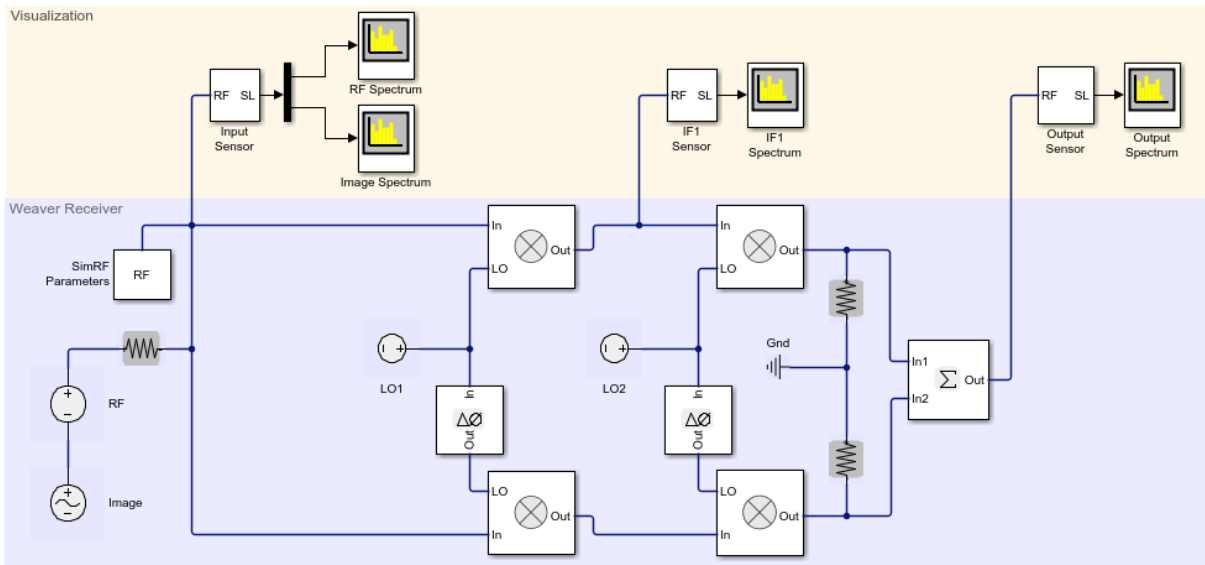 Visualization
RF SL
Input
Sensor
RF Spectrum
Image Spectrum
RF SL
IF1
Sensor
IF1
Spectrum
RF SL
Output
Sensor
Output
Spectrum
Weaver Receiver
SimRF
Parameters
RF
RF
Image
In
LO
Out
In
LO
Out
LO1
In
ΔØ
Out
LO2
In
ΔØ
Out
Gnd
In1
In2
Σ
Out
LO
In
Out
LO
In
Out